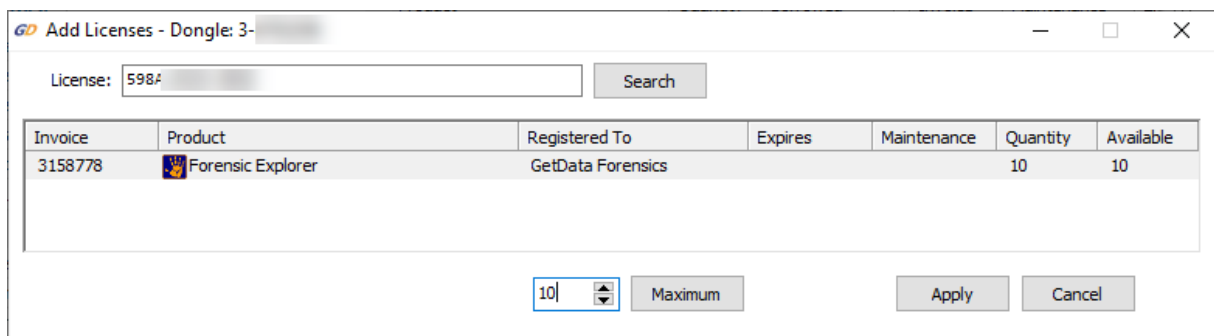 GD Add Licenses - Dongle: 3-
License: 598A
Search
Invoice Product Registered To Expires Maintenance Quantity Available
3158778 Forensic Explorer GetData Forensics 10 10
10 Maximum Apply Cancel